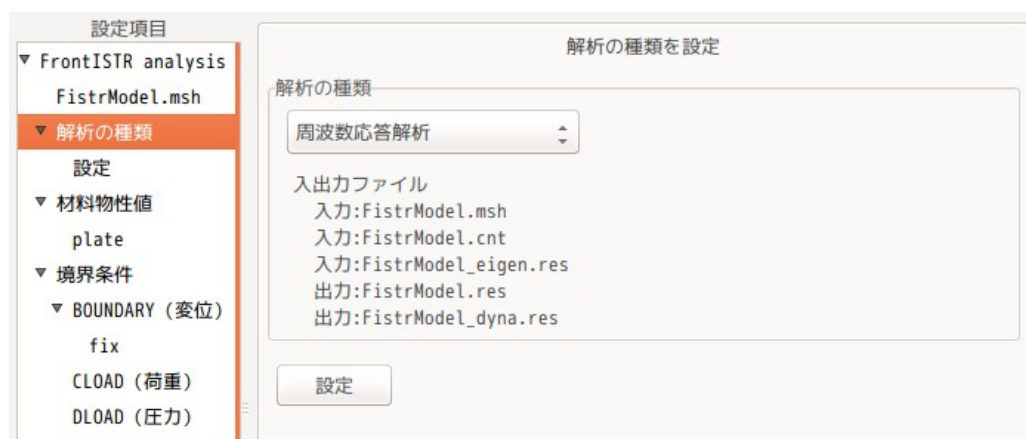 設定項目
▼ FrontISTR analysis
FistrModel.msh
▼ 解析の種類
設定
▼ 材料物性値
plate
▼ 境界条件
▼ BOUNDARY (変位)
fix
CLOAD (荷重)
DLOAD (圧力)
解析の種類を設定
解析の種類
周波数応答解析
入出力ファイル
入力:FistrModel.msh
入力:FistrModel.cnt
入力:FistrModel_eigen.res
出力:FistrModel.res
出力:FistrModel_dyna.res
設定